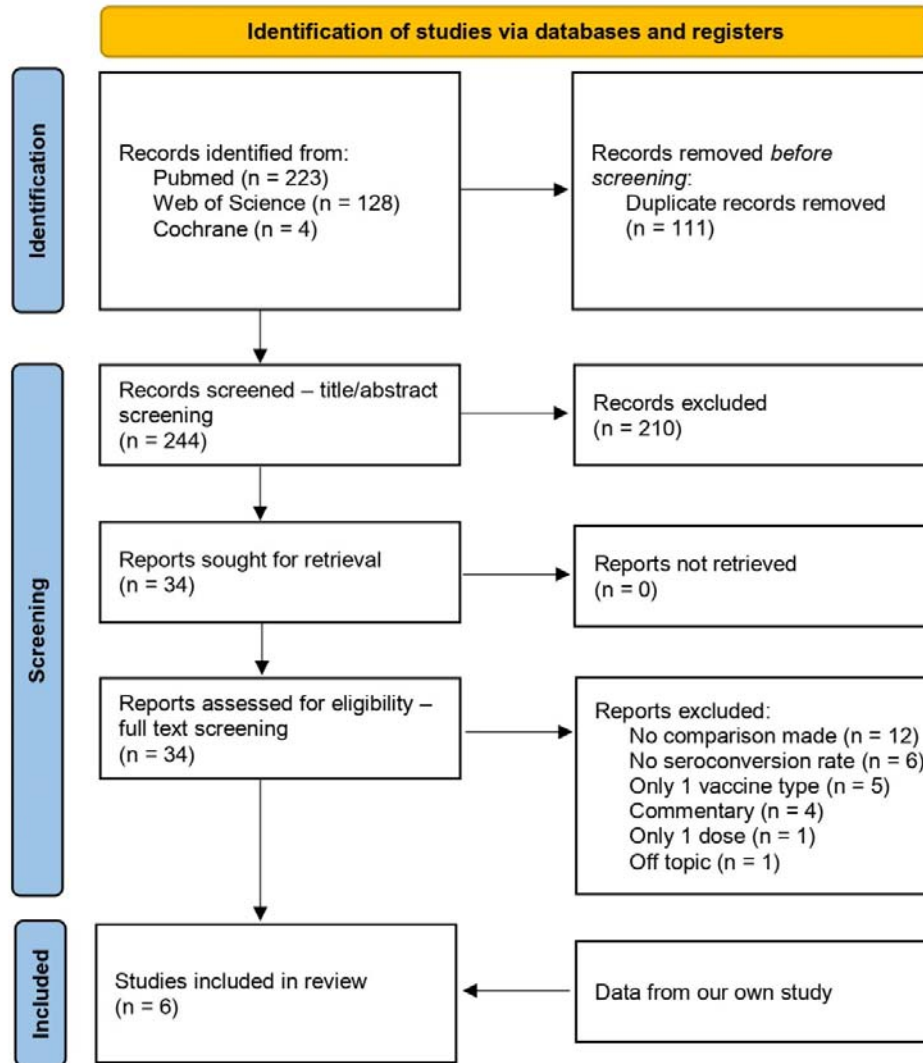 Identification of studies via databases and registers
Identification
Records identified from:
Pubmed (n = 223)
Web of Science (n = 128)
Cochrane (n = 4)
Records removed before
screening:
Duplicate records removed
(n = 111)
Screening
Records screened – title/abstract
screening
(n = 244)
Records excluded
(n = 210)
Reports sought for retrieval
(n = 34)
Reports not retrieved
(n = 0)
Reports assessed for eligibility –
full text screening
(n = 34)
Reports excluded:
No comparison made (n = 12)
No seroconversion rate (n = 6)
Only 1 vaccine type (n = 5)
Commentary (n = 4)
Only 1 dose (n = 1)
Off topic (n = 1)
Included
Studies included in review
(n = 6)
Data from our own study